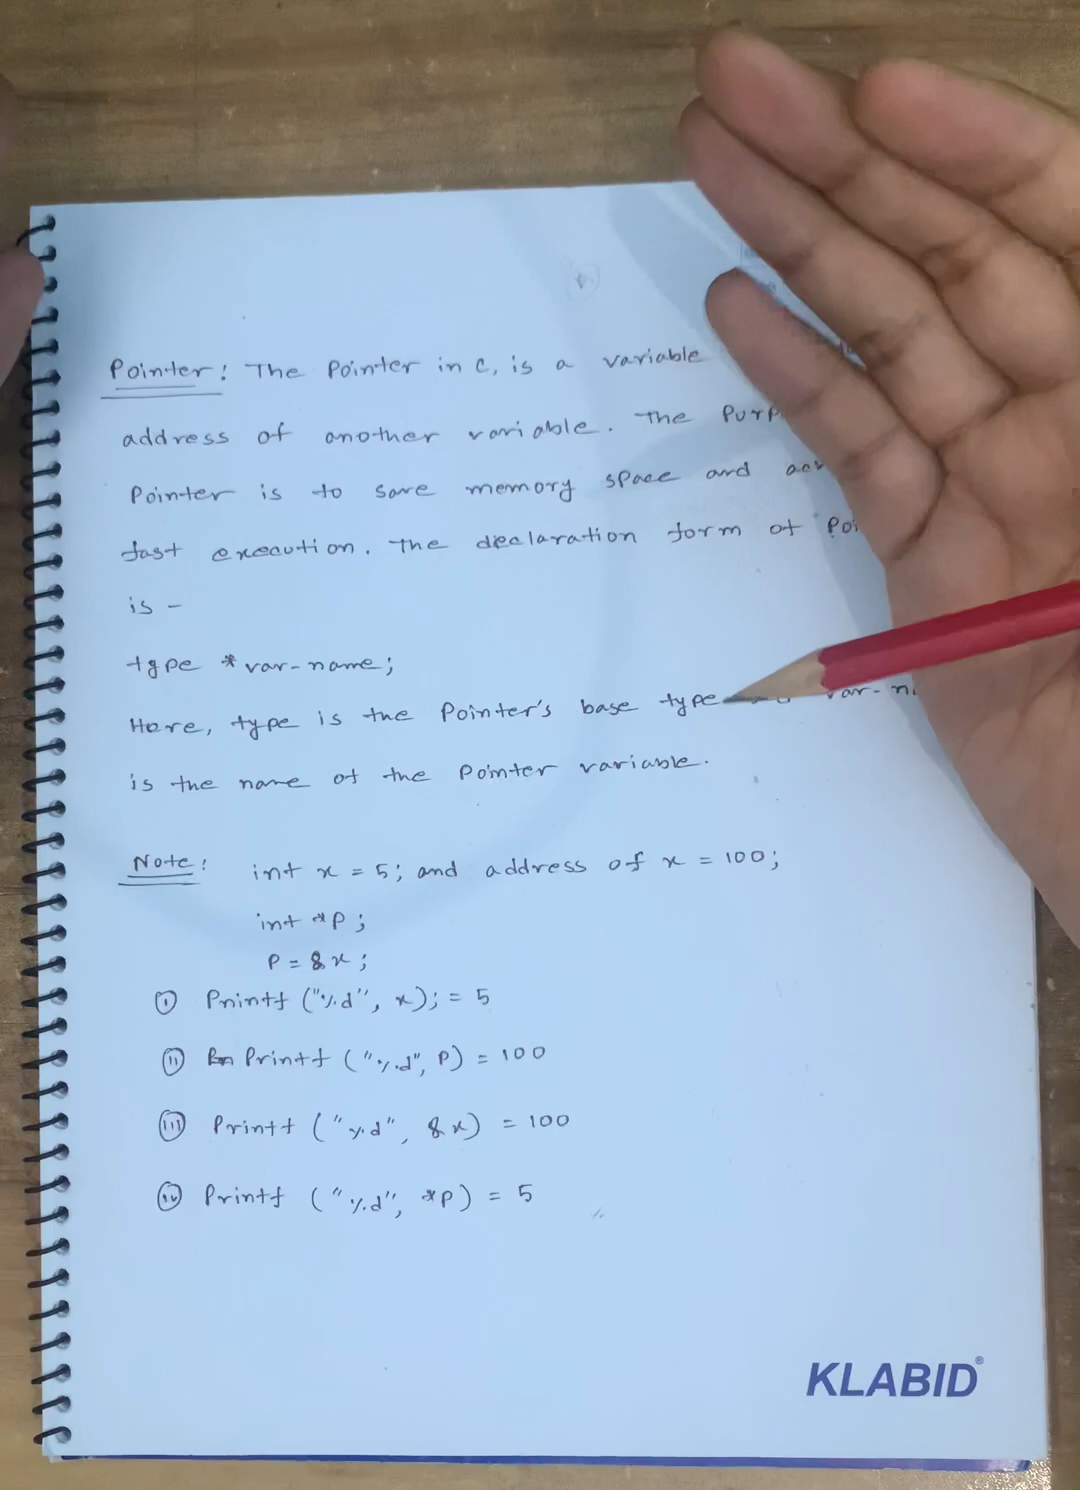 Pointer: The Pointer in C, is a variable
address of another variable. The Purp
Pointer is to save memory space and
fast execution. The declaration form of
is -
type *var-name;
Here, type is the Pointer's base type var-n
is the name of the Pointer variable.
Note: int x = 5; and address of x = 100;
int *P;
P = &x;
(i) Printf ("%d", x); = 5
(ii) Printf ("%d", P) = 100
(iii) Printf ("%d", &x) = 100
(iv) Printf ("%d", *P) = 5
KLABID®